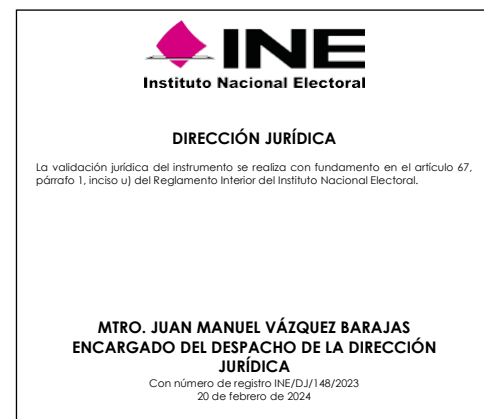 INE
Instituto Nacional Electoral
DIRECCIÓN JURÍDICA
La validación jurídica del instrumento se realiza con fundamento en el artículo 67,
párrafo 1, inciso u) del Reglamento Interior del Instituto Nacional Electoral.
MTRO. JUAN MANUEL VÁZQUEZ BARAJAS
ENCARGADO DEL DESPACHO DE LA DIRECCIÓN
JURÍDICA
Con número de registro INE/DJ/148/2023
20 de febrero de 2024